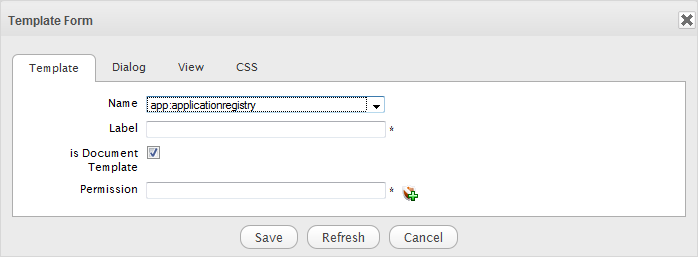 Template Form
Template Dialog View CSS
Name app:applicationregistry
Label *
is Document
Template
Permission *
Save Refresh Cancel